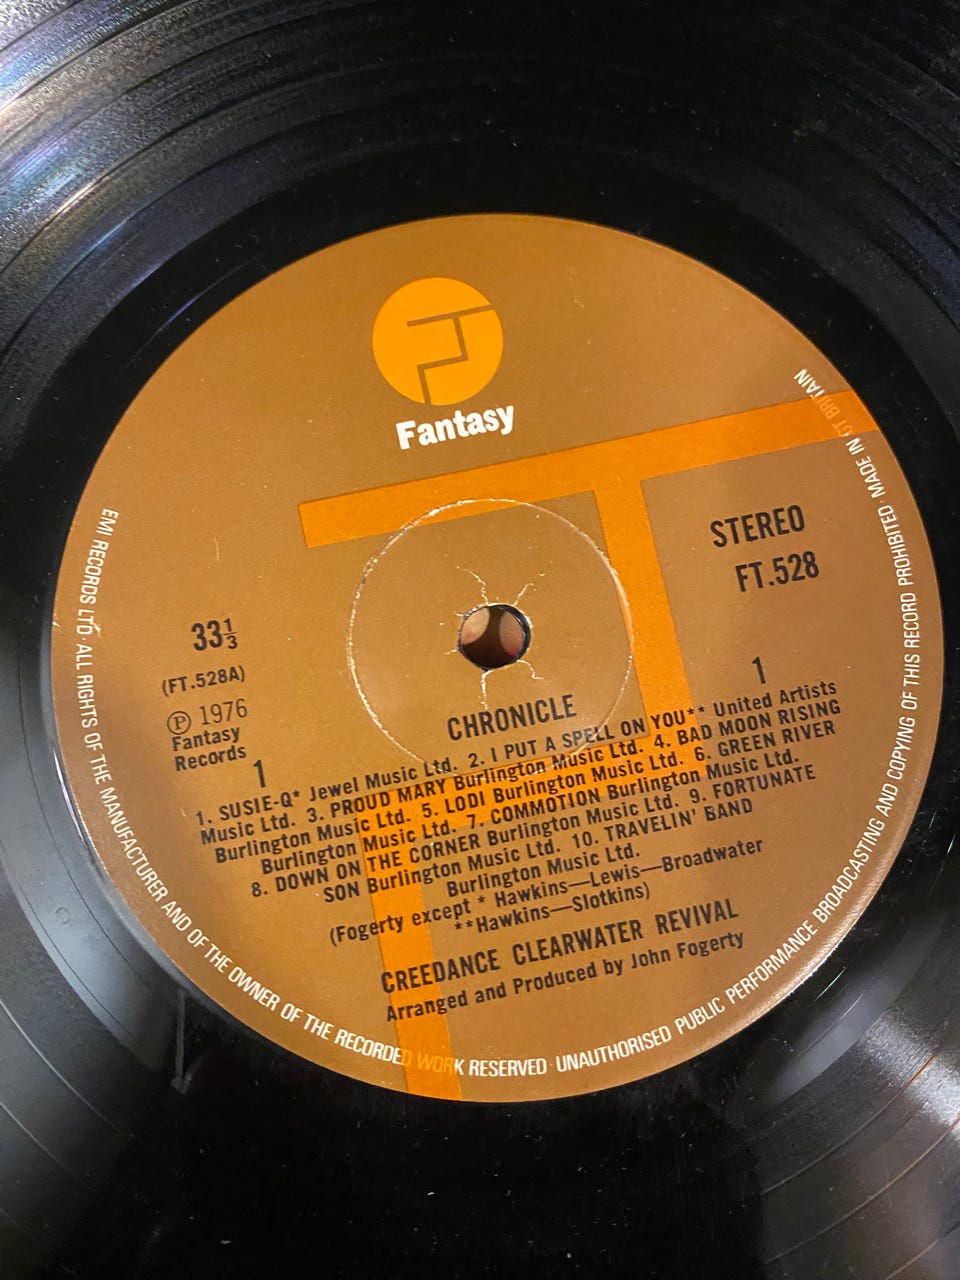 Fantasy
STEREO
FT.528
33⅓
(FT.528A)
Ⓟ 1976
Fantasy
Records
1
1
CHRONICLE
1. SUSIE-Q* Jewel Music Ltd. 2. I PUT A SPELL ON YOU** United Artists
Music Ltd. 3. PROUD MARY Burlington Music Ltd. 4. BAD MOON RISING
Burlington Music Ltd. 5. LODI Burlington Music Ltd. 6. GREEN RIVER
Burlington Music Ltd. 7. COMMOTION Burlington Music Ltd.
8. DOWN ON THE CORNER Burlington Music Ltd. 9. FORTUNATE
SON Burlington Music Ltd. 10. TRAVELIN' BAND
Burlington Music Ltd.
(Fogerty except * Hawkins—Lewis—Broadwater
**Hawkins—Slotkins)
CREEDANCE CLEARWATER REVIVAL
Arranged and Produced by John Fogerty
EMI RECORDS LTD · ALL RIGHTS OF THE MANUFACTURER AND OF THE OWNER OF THE RECORDED WORK RESERVED · UNAUTHORISED PUBLIC PERFORMANCE BROADCASTING AND COPYING OF THIS RECORD PROHIBITED · MADE IN GT BRITAIN